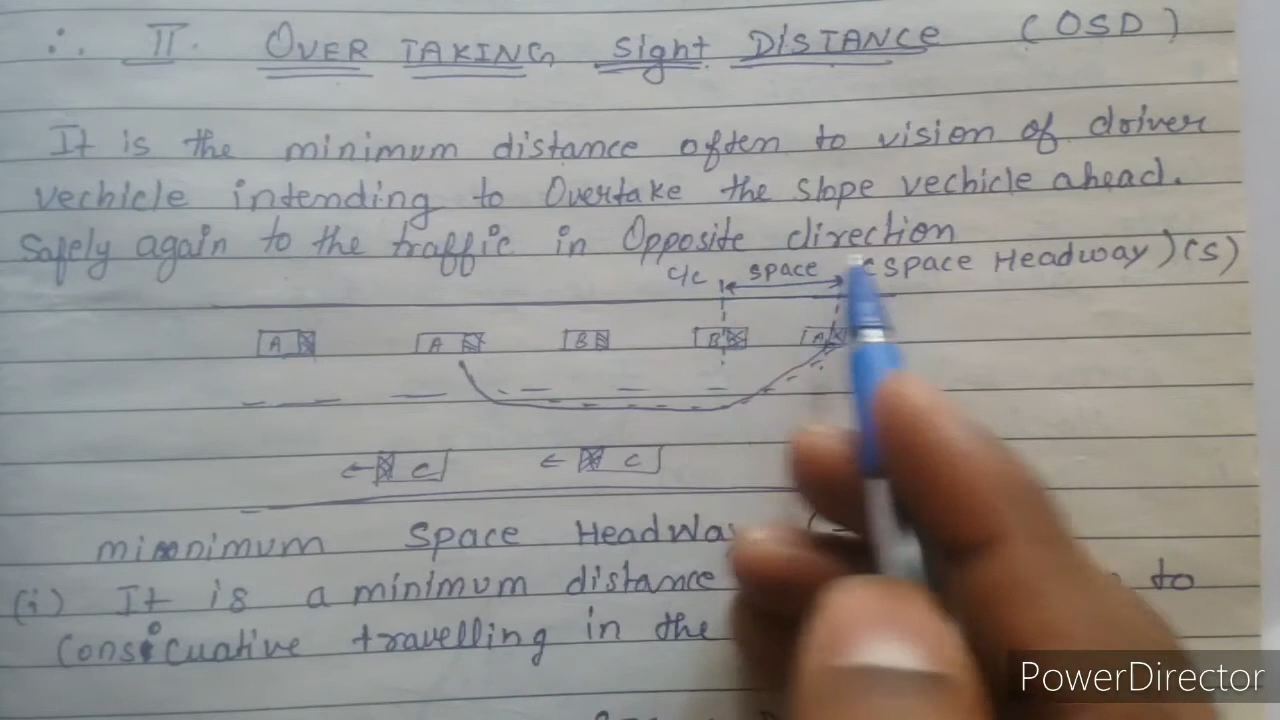 ∴ II. OVER TAKING Sight DISTANCE (OSD)
It is the minimum distance often to vision of driver
vechicle intending to Overtake the slope vechicle ahead.
Safely again to the traffic in Opposite direction
c/c space (space Headway) (s)
A A B B A
← C ← C
minimum Space Headway
(i) It is a minimum distance to
Consicuative travelling in the
PowerDirector